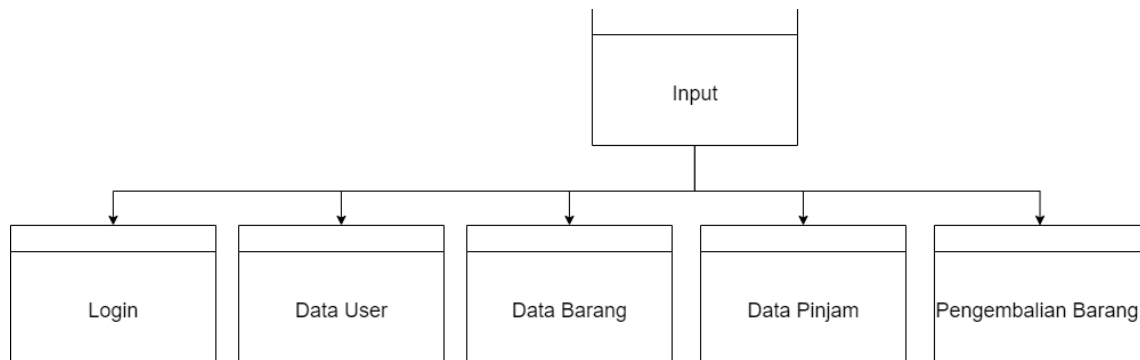 Input
Login
Data User
Data Barang
Data Pinjam
Pengembalian Barang